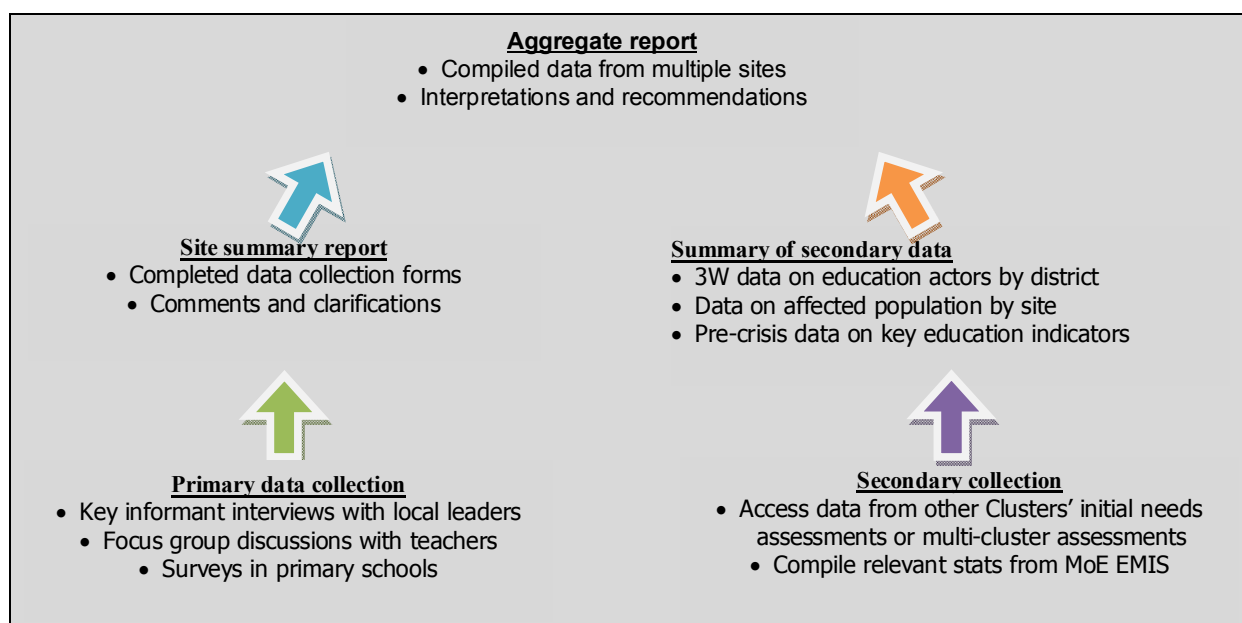 Aggregate report
• Compiled data from multiple sites
• Interpretations and recommendations
Site summary report
• Completed data collection forms
• Comments and clarifications
Summary of secondary data
• 3W data on education actors by district
• Data on affected population by site
• Pre-crisis data on key education indicators
Primary data collection
• Key informant interviews with local leaders
• Focus group discussions with teachers
• Surveys in primary schools
Secondary collection
• Access data from other Clusters’ initial needs
assessments or multi-cluster assessments
• Compile relevant stats from MoE EMIS